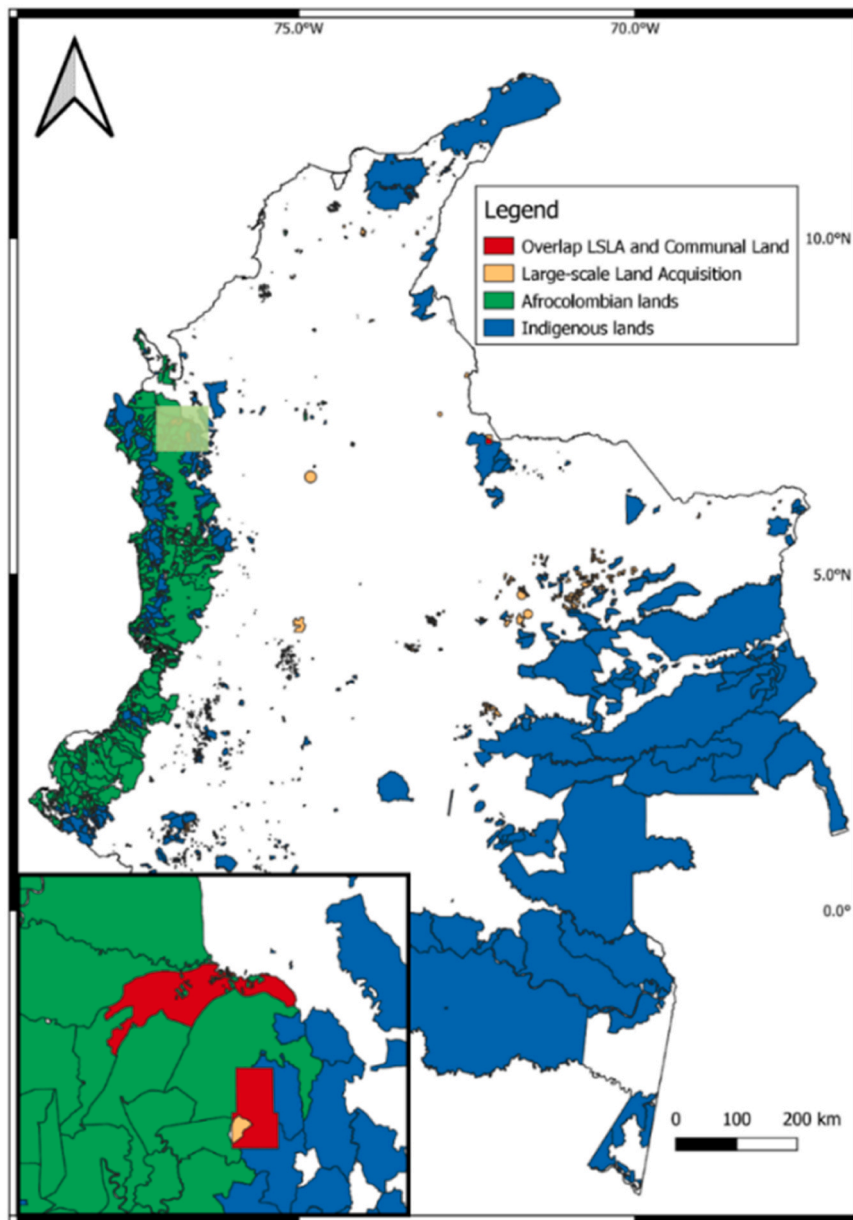 75.0°W 70.0°W
Legend
10.0°N
Overlap LSLA and Communal Land
Large-scale Land Acquisition
Afrocolombian lands
Indigenous lands
5.0°N
0.0°
0 100 200 km